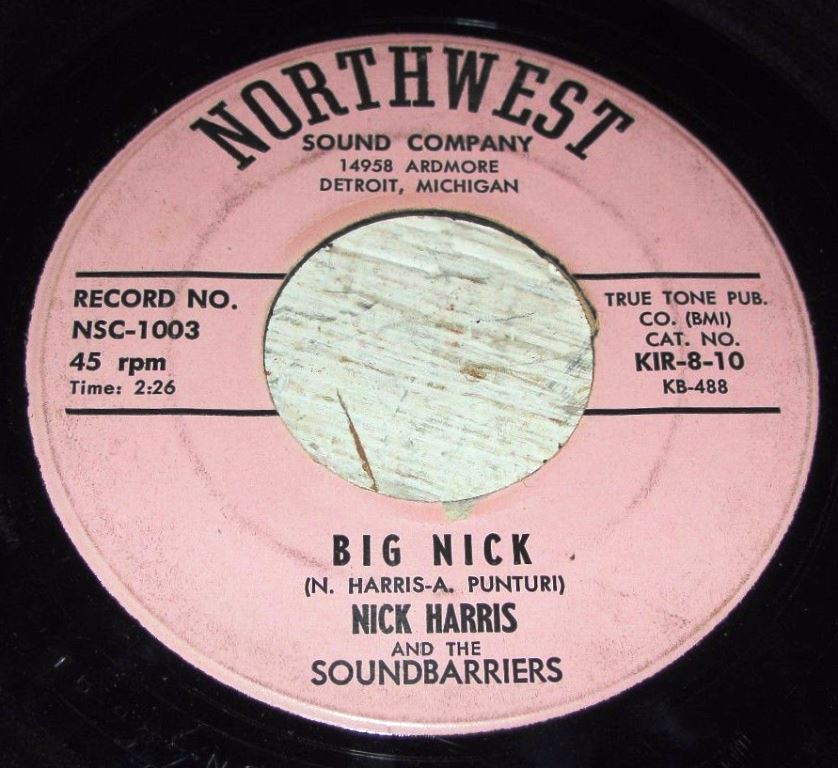 NORTHWEST
SOUND COMPANY
14958 ARDMORE
DETROIT, MICHIGAN
RECORD NO.
NSC-1003
45 rpm
Time: 2:26
TRUE TONE PUB.
CO. (BMI)
CAT. NO.
KIR-8-10
KB-488
BIG NICK
(N. HARRIS-A. PUNTURI)
NICK HARRIS
AND THE
SOUNDBARRIERS